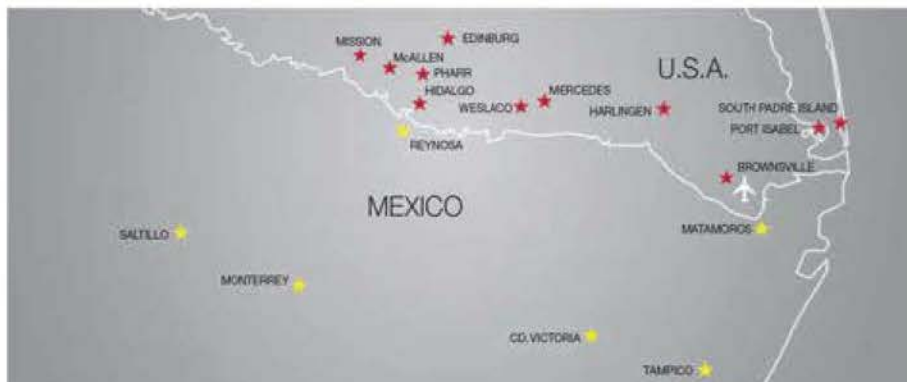 EDINBURG
MISSION
McALLEN
U.S.A.
PHARR
HIDALGO
MERCEDES
WESLACO
HARLINGEN
SOUTH PADRE ISLAND
PORT ISABEL
REYNOSA
BROWNSVILLE
MEXICO
MATAMOROS
SALTILLO
MONTERREY
CD. VICTORIA
TAMPICO